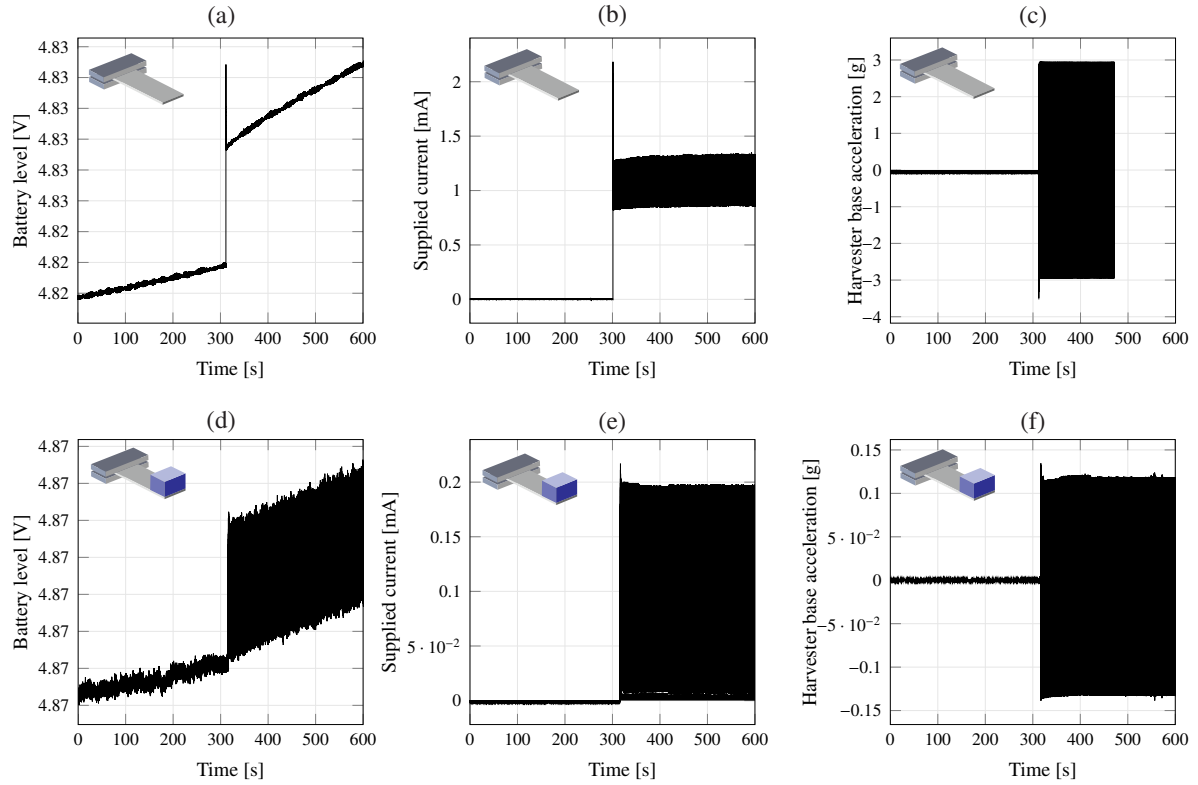 (a)
Battery level [V]
4.83
4.83
4.83
4.83
4.83
4.83
4.82
4.82
4.82
0 100 200 300 400 500 600
Time [s]
(b)
Supplied current [mA]
2
1.5
1
0.5
0
0 100 200 300 400 500 600
Time [s]
(c)
Harvester base acceleration [g]
3
2
1
0
−1
−2
−3
−4
0 100 200 300 400 500 600
Time [s]
(d)
Battery level [V]
4.87
4.87
4.87
4.87
4.87
4.87
4.87
4.87
0 100 200 300 400 500 600
Time [s]
(e)
Supplied current [mA]
0.2
0.15
0.1
5 · 10⁻²
0
0 100 200 300 400 500 600
Time [s]
(f)
Harvester base acceleration [g]
0.15
0.1
5 · 10⁻²
0
−5 · 10⁻²
−0.1
−0.15
0 100 200 300 400 500 600
Time [s]